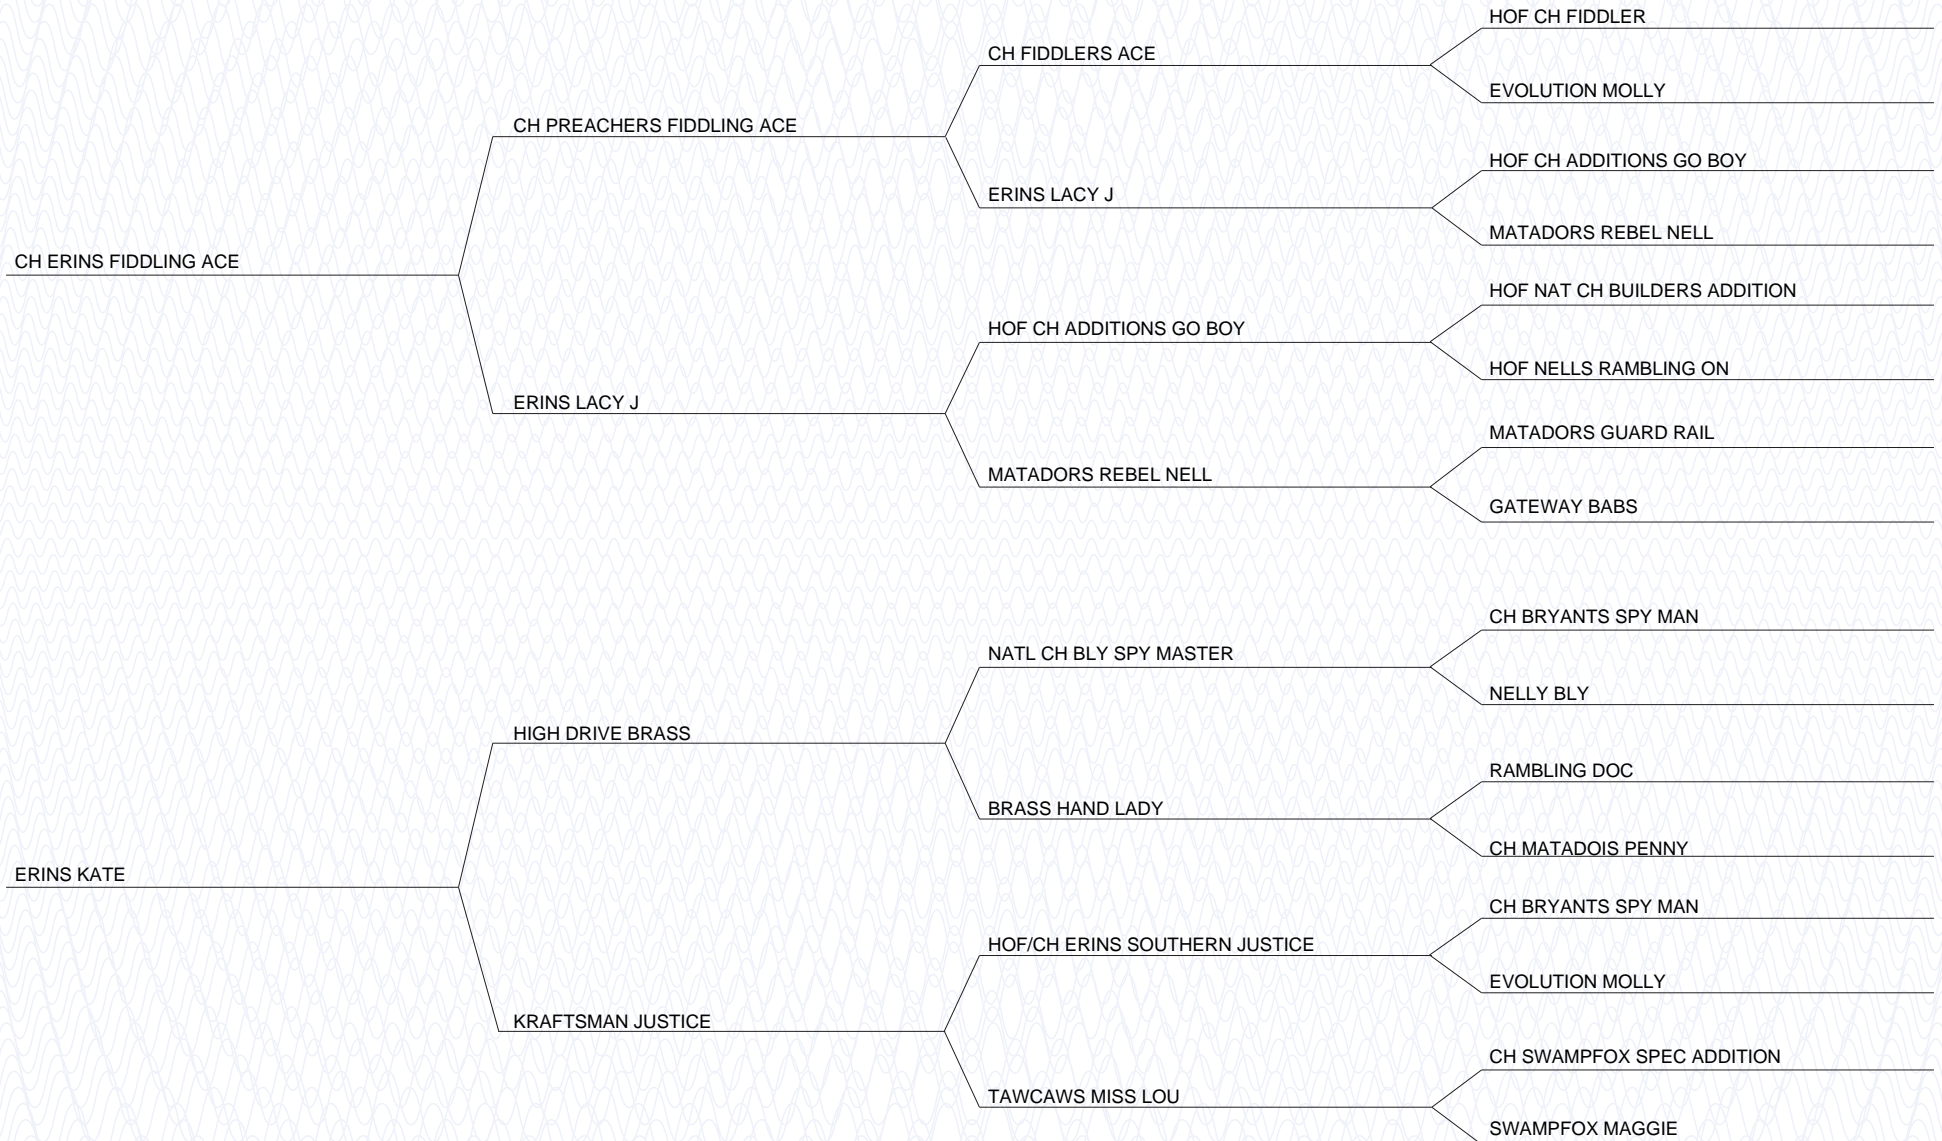 HOF CH FIDDLER
CH FIDDLERS ACE
EVOLUTION MOLLY
CH PREACHERS FIDDLING ACE
HOF CH ADDITIONS GO BOY
ERINS LACY J
MATADORS REBEL NELL
CH ERINS FIDDLING ACE
HOF NAT CH BUILDERS ADDITION
HOF CH ADDITIONS GO BOY
HOF NELLS RAMBLING ON
ERINS LACY J
MATADORS GUARD RAIL
MATADORS REBEL NELL
GATEWAY BABS
CH BRYANTS SPY MAN
NATL CH BLY SPY MASTER
NELLY BLY
HIGH DRIVE BRASS
RAMBLING DOC
BRASS HAND LADY
CH MATADOIS PENNY
ERINS KATE
CH BRYANTS SPY MAN
HOF/CH ERINS SOUTHERN JUSTICE
EVOLUTION MOLLY
KRAFTSMAN JUSTICE
CH SWAMPFOX SPEC ADDITION
TAWCAWS MISS LOU
SWAMPFOX MAGGIE